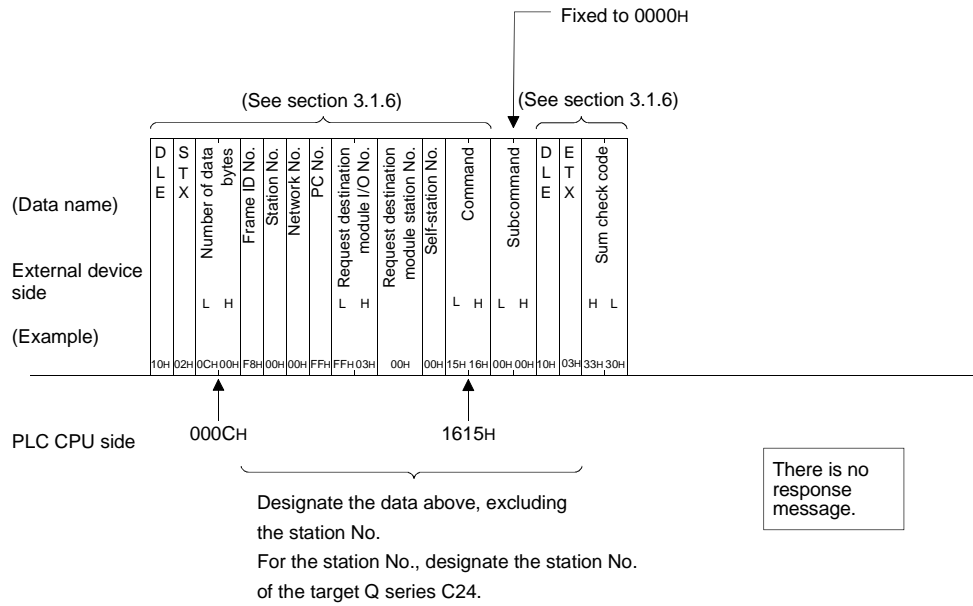 Fixed to 0000H
(See section 3.1.6)
(See section 3.1.6)
(Data name)
DLE
STX
Number of data bytes
Frame ID No.
Station No.
Network No.
PC No.
Request destination module I/O No.
Request destination module station No.
Self-station No.
Command
Subcommand
DLE
ETX
Sum check code
External device side
L H L H L H L H H L
(Example)
10H 02H 0CH 00H F8H 00H 00H FFH FFH 03H 00H 00H 15H 16H 00H 00H 10H 03H 33H 30H
PLC CPU side
000CH
1615H
Designate the data above, excluding
the station No.
For the station No., designate the station No.
of the target Q series C24.
There is no
response
message.